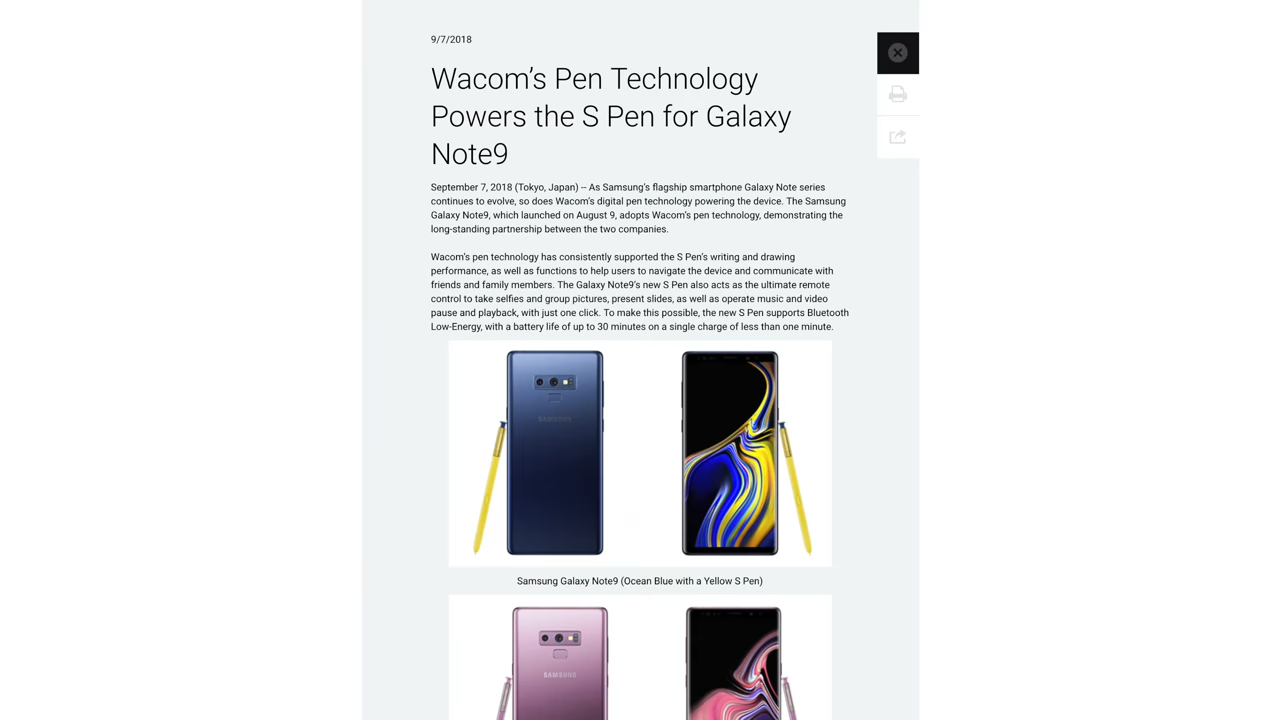 9/7/2018
Wacom’s Pen Technology
Powers the S Pen for Galaxy
Note9
September 7, 2018 (Tokyo, Japan) -- As Samsung’s flagship smartphone Galaxy Note series
continues to evolve, so does Wacom’s digital pen technology powering the device. The Samsung
Galaxy Note9, which launched on August 9, adopts Wacom’s pen technology, demonstrating the
long-standing partnership between the two companies.
Wacom’s pen technology has consistently supported the S Pen’s writing and drawing
performance, as well as functions to help users to navigate the device and communicate with
friends and family members. The Galaxy Note9’s new S Pen also acts as the ultimate remote
control to take selfies and group pictures, present slides, as well as operate music and video
pause and playback, with just one click. To make this possible, the new S Pen supports Bluetooth
Low-Energy, with a battery life of up to 30 minutes on a single charge of less than one minute.
SAMSUNG
Samsung Galaxy Note9 (Ocean Blue with a Yellow S Pen)
SAMSUNG